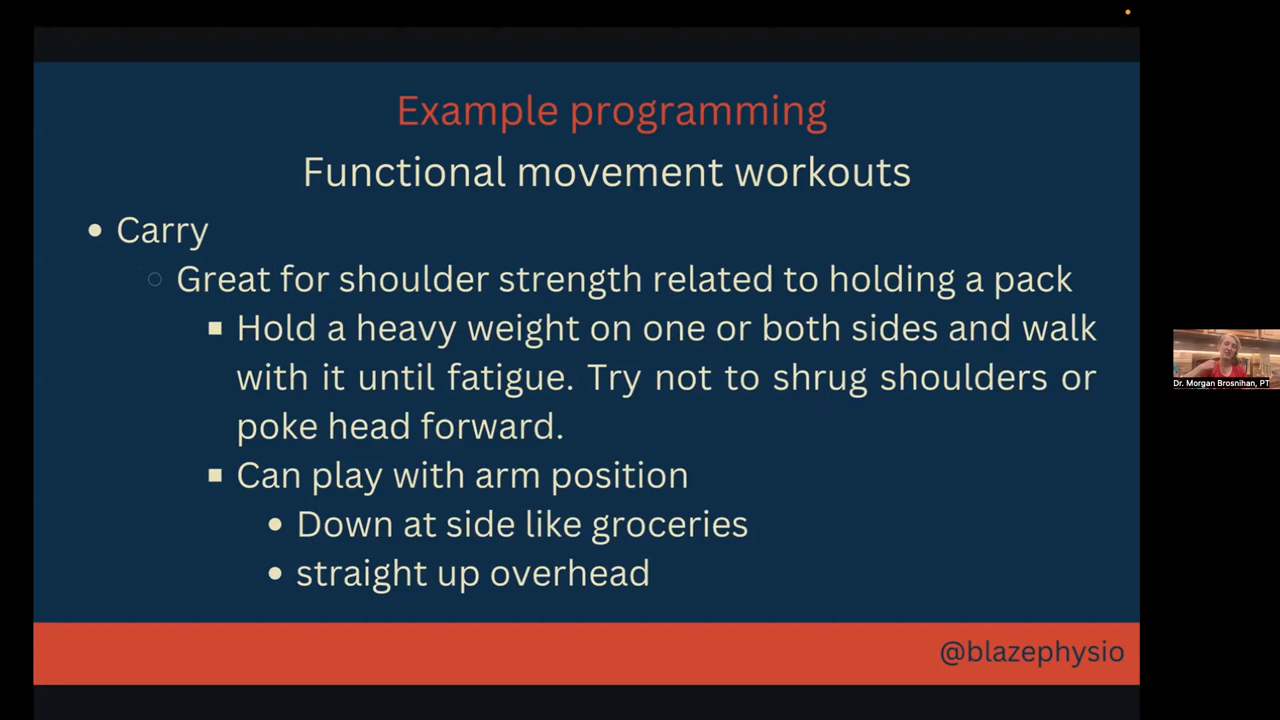 Example programming
Functional movement workouts
Carry
Great for shoulder strength related to holding a pack
Hold a heavy weight on one or both sides and walk
with it until fatigue. Try not to shrug shoulders or
poke head forward.
Can play with arm position
Down at side like groceries
straight up overhead
@blazephysio
Dr. Morgan Brosnihan, PT